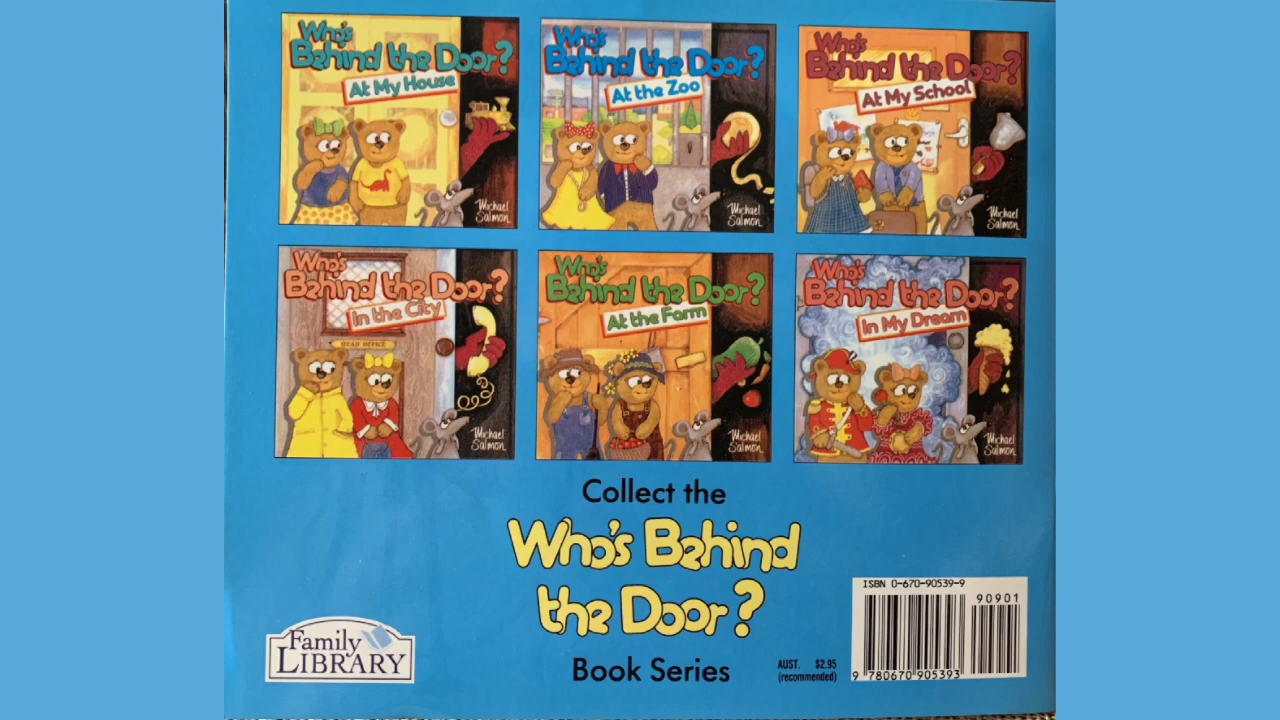 Who's
Behind the Door?
At My House
Michael
Salmon
Who's
Behind the Door?
At the Zoo
Michael
Salmon
Who's
Behind the Door?
At My School
Michael
Salmon
Who's
Behind the Door?
In the City
HEAD OFFICE
Michael
Salmon
Who's
Behind the Door?
At the Farm
Michael
Salmon
Who's
Behind the Door?
In My Dream
Michael
Salmon
Collect the
Who's Behind
the Door?
Book Series
Family
LIBRARY
AUST. $2.95
(recommended)
ISBN 0-670-90539-9
90901
9 780670 905393